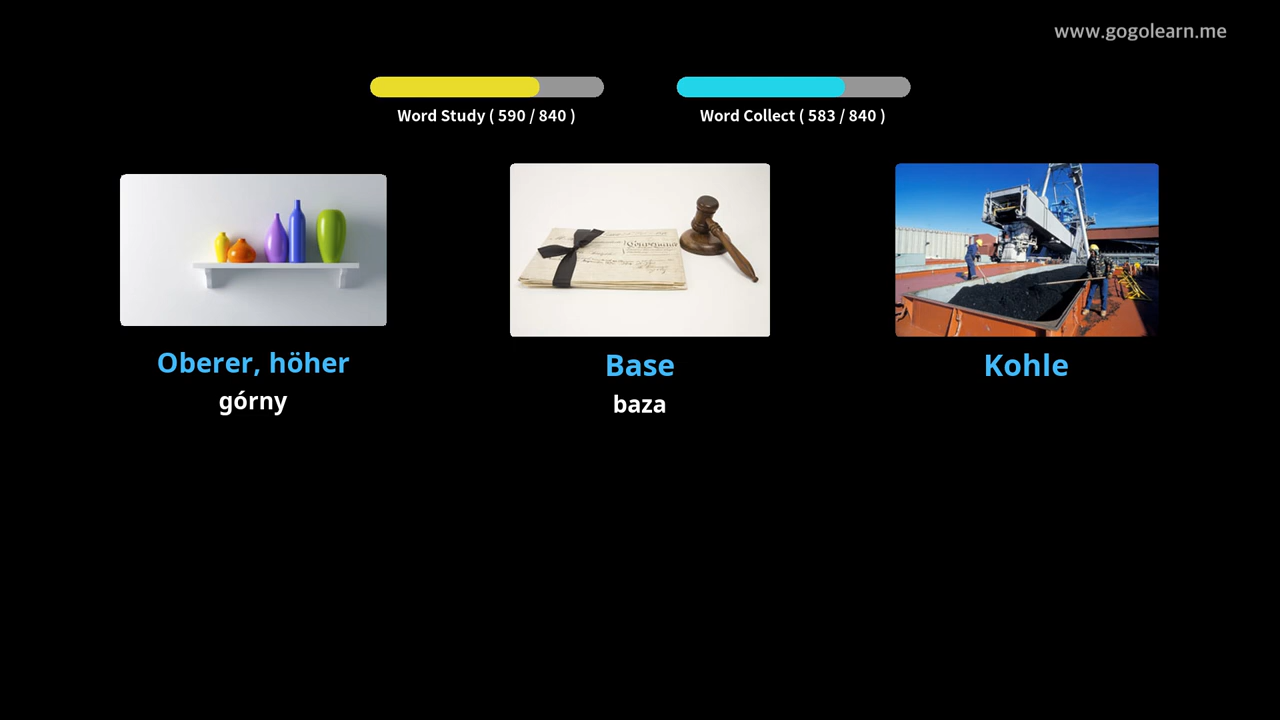 www.gogolearn.me
Word Study ( 590 / 840 )
Word Collect ( 583 / 840 )
Oberer, höher
górny
Base
baza
Kohle